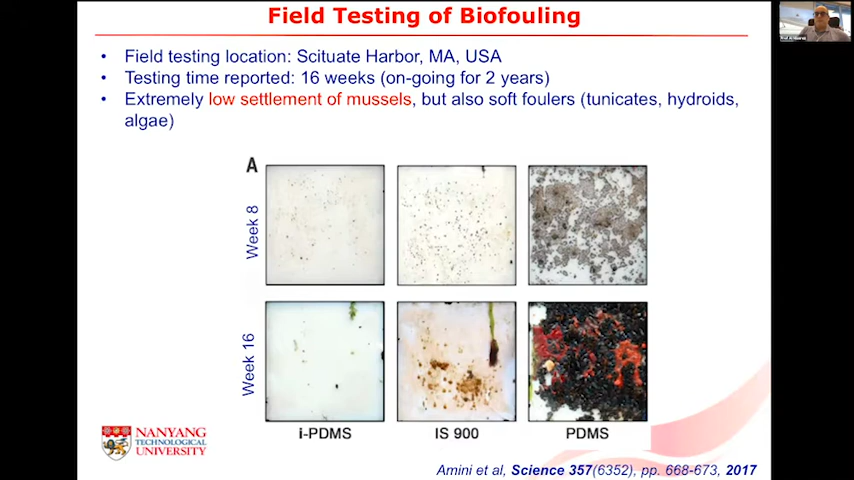 Field Testing of Biofouling
• Field testing location: Scituate Harbor, MA, USA
• Testing time reported: 16 weeks (on-going for 2 years)
• Extremely low settlement of mussels, but also soft foulers (tunicates, hydroids,
algae)
A
Week 8
Week 16
i-PDMS IS 900 PDMS
NANYANG
TECHNOLOGICAL
UNIVERSITY
Amini et al, Science 357(6352), pp. 668-673, 2017